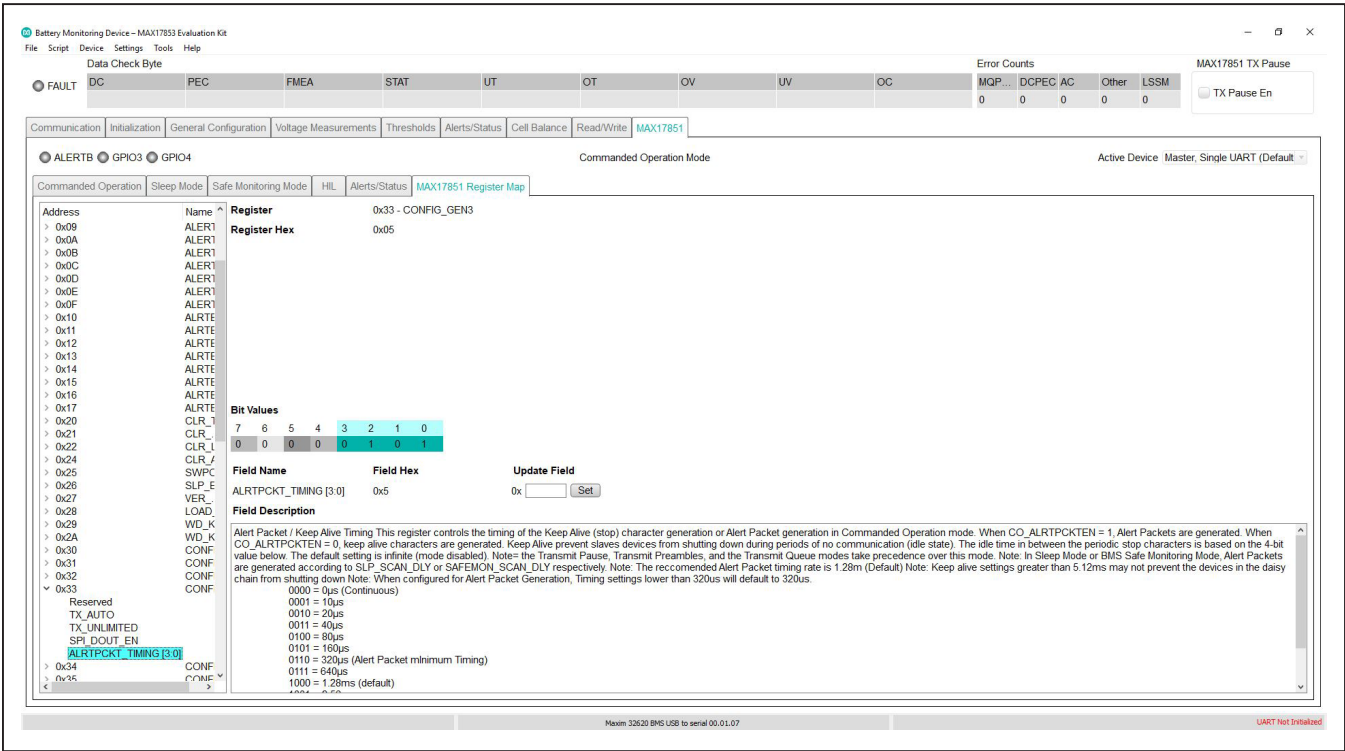 Battery Monitoring Device – MAX17853 Evaluation Kit
File Script Device Settings Tools Help
Data Check Byte Error Counts MAX17851 TX Pause
FAULT DC PEC FMEA STAT UT OT OV UV OC MQP... DCPEC AC Other LSSM
0 0 0 0 0 TX Pause En
Communication Initialization General Configuration Voltage Measurements Thresholds Alerts/Status Cell Balance Read/Write MAX17851
ALERTB GPIO3 GPIO4 Commanded Operation Mode Active Device Master, Single UART (Default
Commanded Operation Sleep Mode Safe Monitoring Mode HIL Alerts/Status MAX17851 Register Map
Address Name Register 0x33 - CONFIG_GEN3
0x09 ALERT Register Hex 0x05
0x0A ALERT
0x0B ALERT
0x0C ALERT
0x0D ALERT
0x0E ALERT
0x0F ALERT
0x10 ALRTE
0x11 ALRTE
0x12 ALRTE
0x13 ALRTE
0x14 ALRTE
0x15 ALRTE
0x16 ALRTE
0x17 ALRTE Bit Values
0x20 CLR_T 7 6 5 4 3 2 1 0
0x21 CLR_.
0x22 CLR_L 0 0 0 0 0 1 0 1
0x24 CLR_A
0x25 SWPC Field Name Field Hex Update Field
0x26 SLP_E ALRTPCKT_TIMING [3:0] 0x5 0x Set
0x27 VER_.
0x28 LOAD_ Field Description
0x29 WD_K
0x2A WD_K
0x30 CONF
0x31 CONF
0x32 CONF
0x33 CONF
Reserved
TX_AUTO
TX_UNLIMITED
SPI_DOUT_EN
ALRTPCKT_TIMING [3:0]
0x34 CONF
0x35 CONF
Alert Packet / Keep Alive Timing This register controls the timing of the Keep Alive (stop) character generation or Alert Packet generation in Commanded Operation mode. When CO_ALRTPCKTEN = 1, Alert Packets are generated. When
CO_ALRTPCKTEN = 0, keep alive characters are generated. Keep Alive prevent slaves devices from shutting down during periods of no communication (idle state). The idle time in between the periodic stop characters is based on the 4-bit
value below. The default setting is infinite (mode disabled). Note= the Transmit Pause, Transmit Preambles, and the Transmit Queue modes take precedence over this mode. Note: In Sleep Mode or BMS Safe Monitoring Mode, Alert Packets
are generated according to SLP_SCAN_DLY or SAFEMON_SCAN_DLY respectively. Note: The reccomended Alert Packet timing rate is 1.28m (Default) Note: Keep alive settings greater than 5.12ms may not prevent the devices in the daisy
chain from shutting down Note: When configured for Alert Packet Generation, Timing settings lower than 320us will default to 320us.
0000 = 0µs (Continuous)
0001 = 10µs
0010 = 20µs
0011 = 40µs
0100 = 80µs
0101 = 160µs
0110 = 320µs (Alert Packet mInimum Timing)
0111 = 640µs
1000 = 1.28ms (default)
Maxim 32620 BMS USB to serial 00.01.07 UART Not Initialized